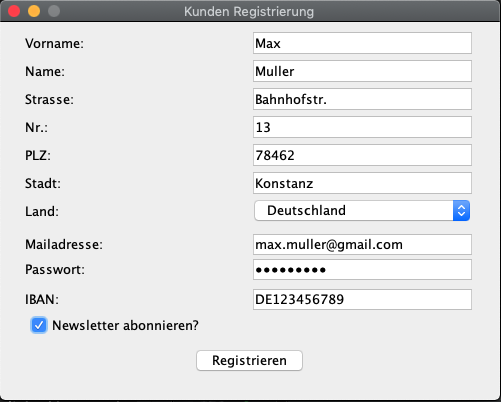 Kunden Registrierung
Vorname: Max
Name: Muller
Strasse: Bahnhofstr.
Nr.: 13
PLZ: 78462
Stadt: Konstanz
Land: Deutschland
Mailadresse: max.muller@gmail.com
Passwort: •••••••••
IBAN: DE123456789
Newsletter abonnieren?
Registrieren